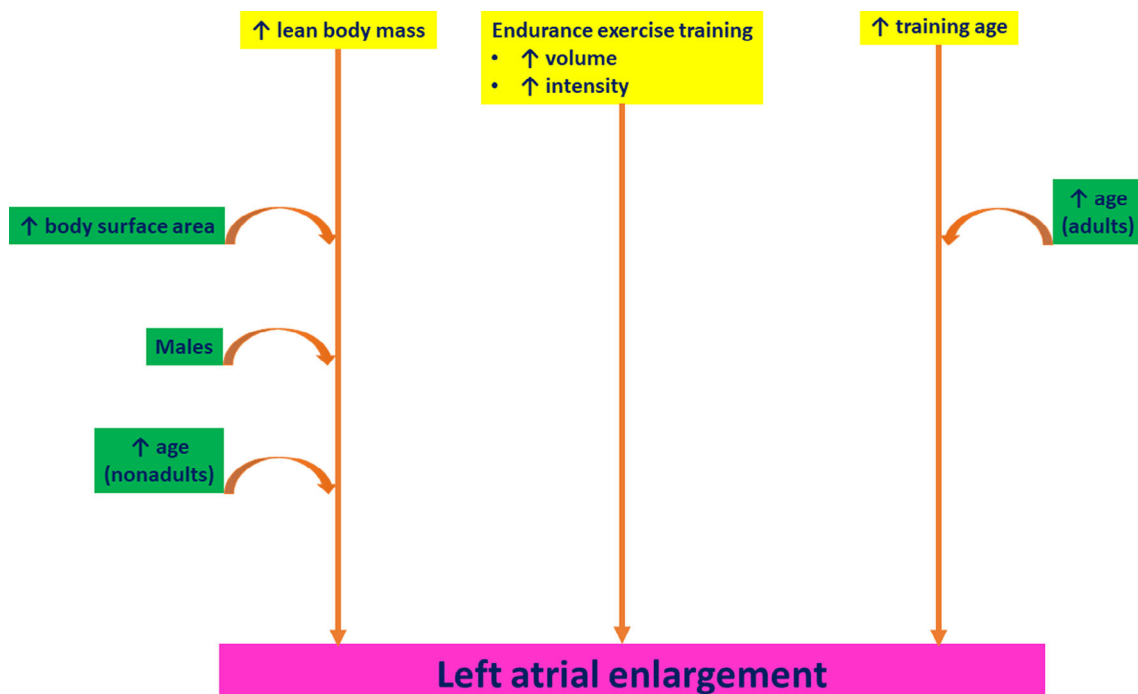 ↑ lean body mass
Endurance exercise training
• ↑ volume
• ↑ intensity
↑ training age
↑ body surface area
↑ age
(adults)
Males
↑ age
(nonadults)
Left atrial enlargement